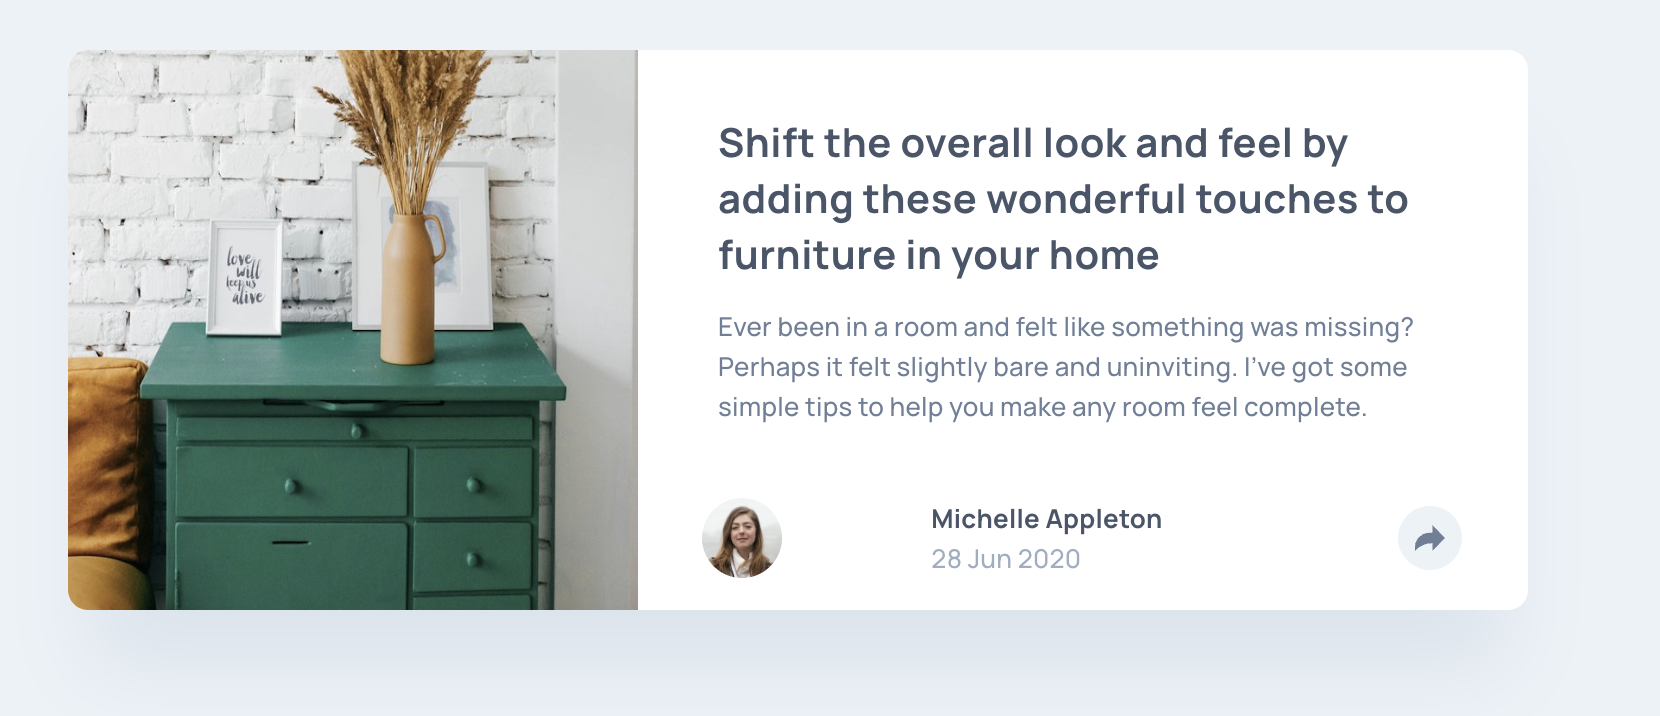 love
will
keep us
alive
Shift the overall look and feel by
adding these wonderful touches to
furniture in your home
Ever been in a room and felt like something was missing?
Perhaps it felt slightly bare and uninviting. I've got some
simple tips to help you make any room feel complete.
Michelle Appleton
28 Jun 2020